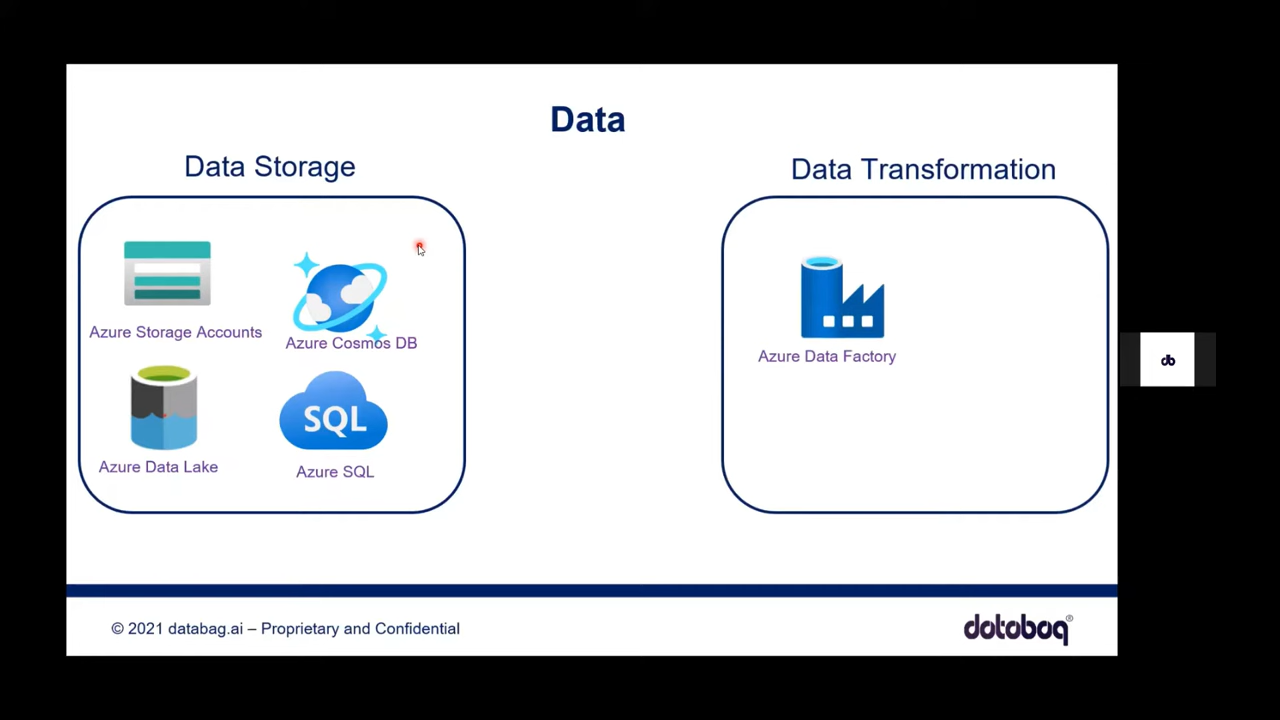 Data
Data Storage
Azure Storage Accounts
Azure Cosmos DB
Azure Data Lake
SQL
Azure SQL
Data Transformation
Azure Data Factory
© 2021 databag.ai – Proprietary and Confidential
databag®
db